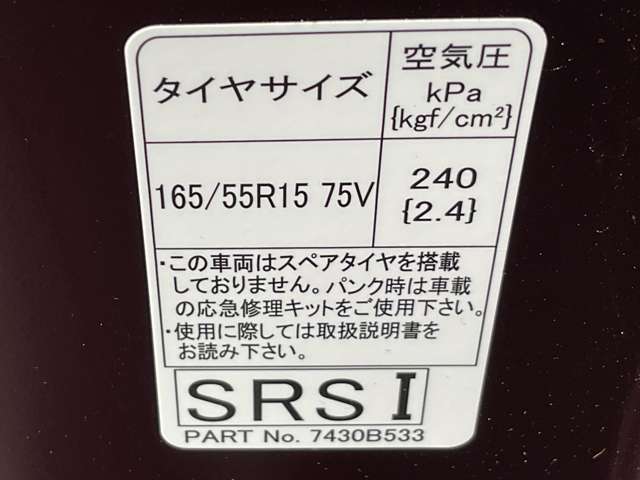 タイヤサイズ
空気圧
kPa
{kgf/cm²}
165/55R15 75V
240
{2.4}
・この車両はスペアタイヤを搭載
しておりません。パンク時は車載
の応急修理キットをご使用下さい。
・使用に際しては取扱説明書を
お読み下さい。
SRS I
PART No. 7430B533